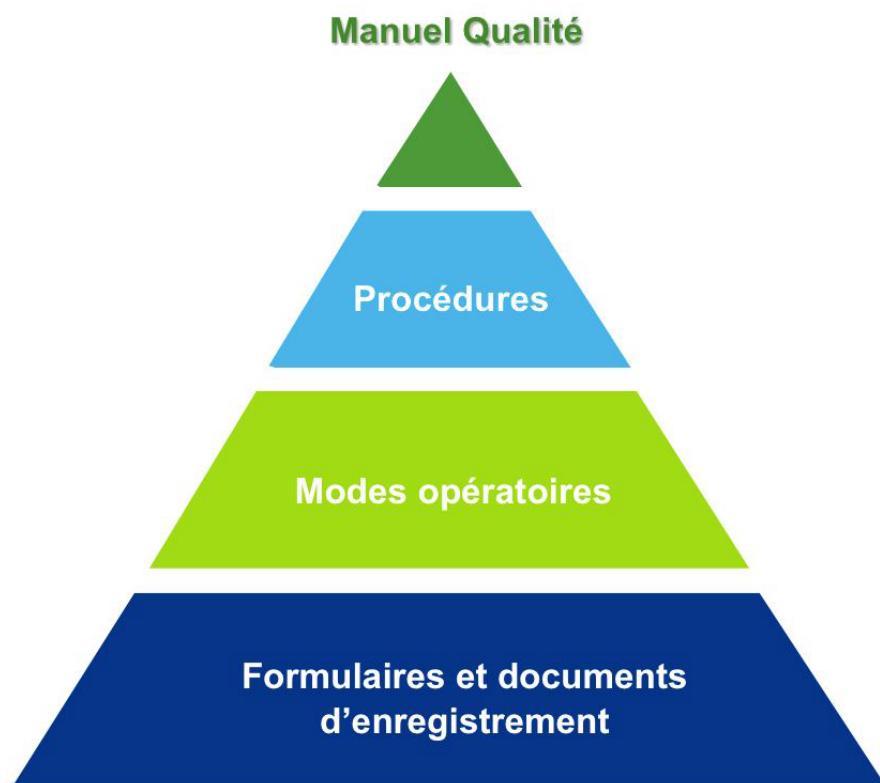 Manuel Qualité
Procédures
Modes opératoires
Formulaires et documents
d’enregistrement